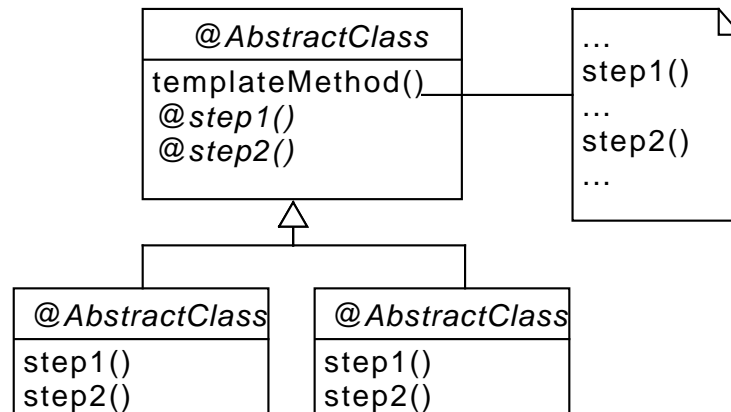 @AbstractClass
templateMethod()
@step1()
@step2()
...
step1()
...
step2()
...
@AbstractClass
step1()
step2()
@AbstractClass
step1()
step2()